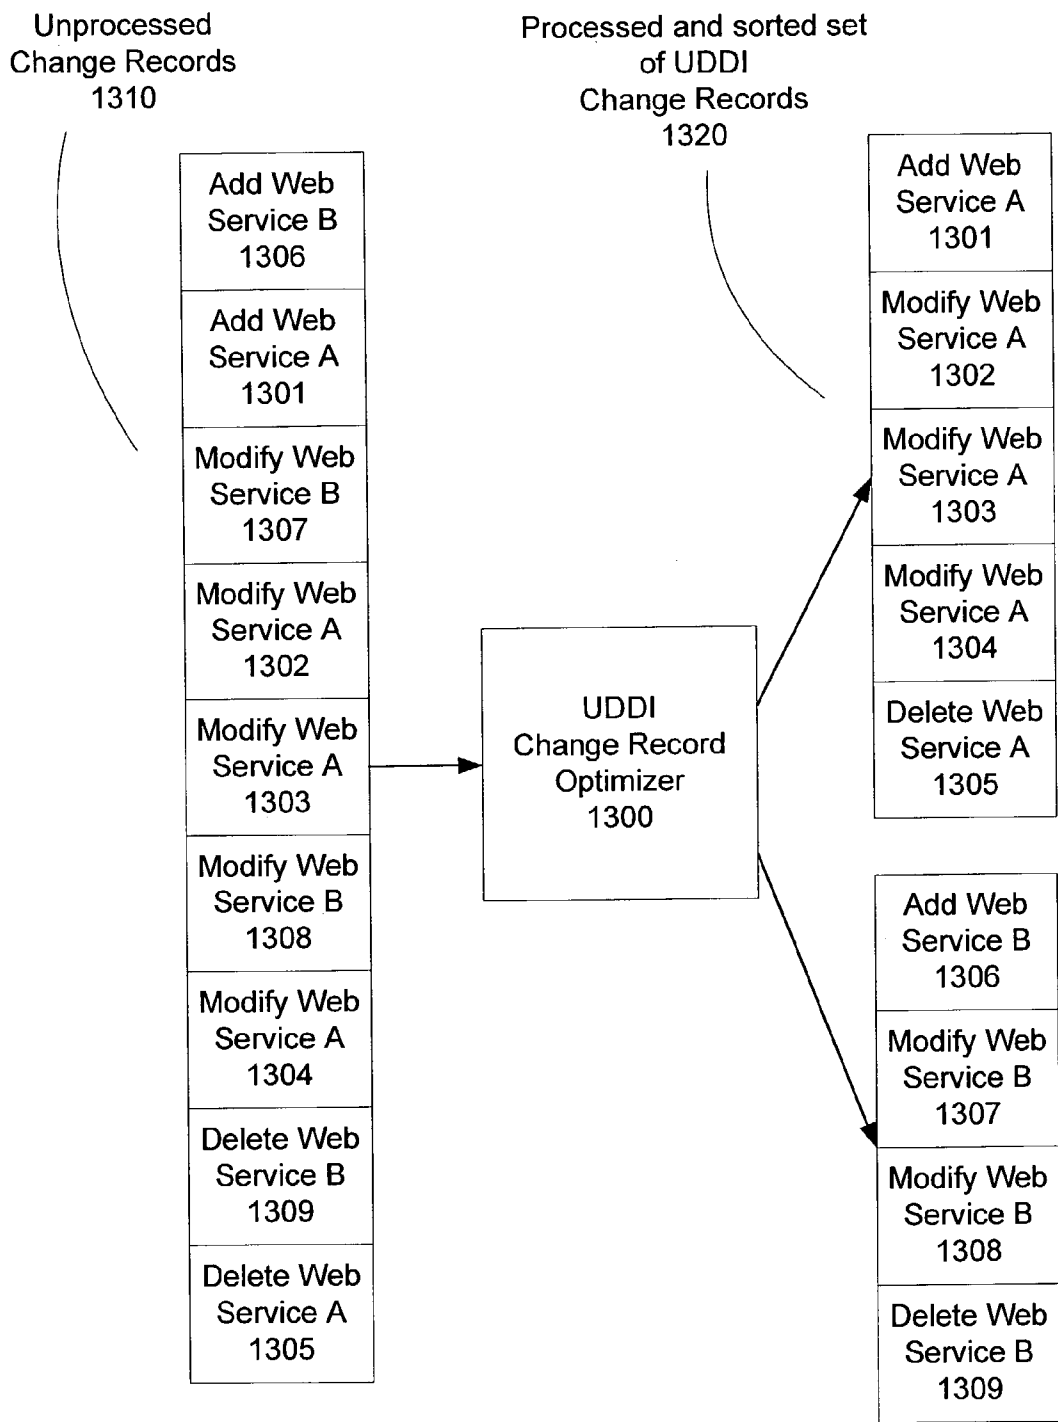 Unprocessed
Change Records
1310
Processed and sorted set
of UDDI
Change Records
1320
Add Web
Service B
1306
Add Web
Service A
1301
Modify Web
Service B
1307
Modify Web
Service A
1302
Modify Web
Service A
1303
Modify Web
Service B
1308
Modify Web
Service A
1304
Delete Web
Service B
1309
Delete Web
Service A
1305
UDDI
Change Record
Optimizer
1300
Add Web
Service A
1301
Modify Web
Service A
1302
Modify Web
Service A
1303
Modify Web
Service A
1304
Delete Web
Service A
1305
Add Web
Service B
1306
Modify Web
Service B
1307
Modify Web
Service B
1308
Delete Web
Service B
1309